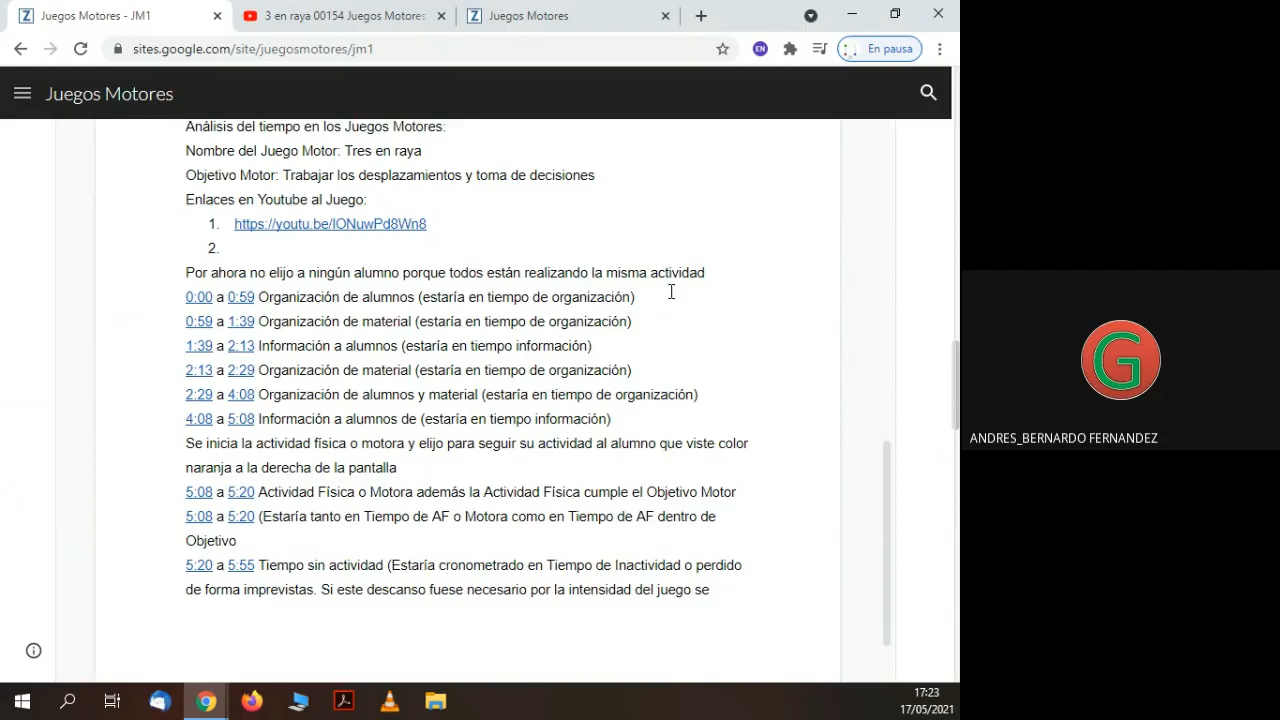 Juegos Motores - JM1
3 en raya 00154 Juegos Motores
Juegos Motores
sites.google.com/site/juegosmotores/jm1
EN
En pausa
Juegos Motores
Análisis del tiempo en los Juegos Motores:
Nombre del Juego Motor: Tres en raya
Objetivo Motor: Trabajar los desplazamientos y toma de decisiones
Enlaces en Youtube al Juego:
1. https://youtu.be/IONuwPd8Wn8
2.
Por ahora no elijo a ningún alumno porque todos están realizando la misma actividad
0:00 a 0:59 Organización de alumnos (estaría en tiempo de organización)
0:59 a 1:39 Organización de material (estaría en tiempo de organización)
1:39 a 2:13 Información a alumnos (estaría en tiempo información)
2:13 a 2:29 Organización de material (estaría en tiempo de organización)
2:29 a 4:08 Organización de alumnos y material (estaría en tiempo de organización)
4:08 a 5:08 Información a alumnos de (estaría en tiempo información)
Se inicia la actividad física o motora y elijo para seguir su actividad al alumno que viste color
naranja a la derecha de la pantalla
5:08 a 5:20 Actividad Física o Motora además la Actividad Física cumple el Objetivo Motor
5:08 a 5:20 (Estaría tanto en Tiempo de AF o Motora como en Tiempo de AF dentro de
Objetivo
5:20 a 5:55 Tiempo sin actividad (Estaría cronometrado en Tiempo de Inactividad o perdido
de forma imprevistas. Si este descanso fuese necesario por la intensidad del juego se
G
ANDRES_BERNARDO FERNANDEZ
17:23
17/05/2021